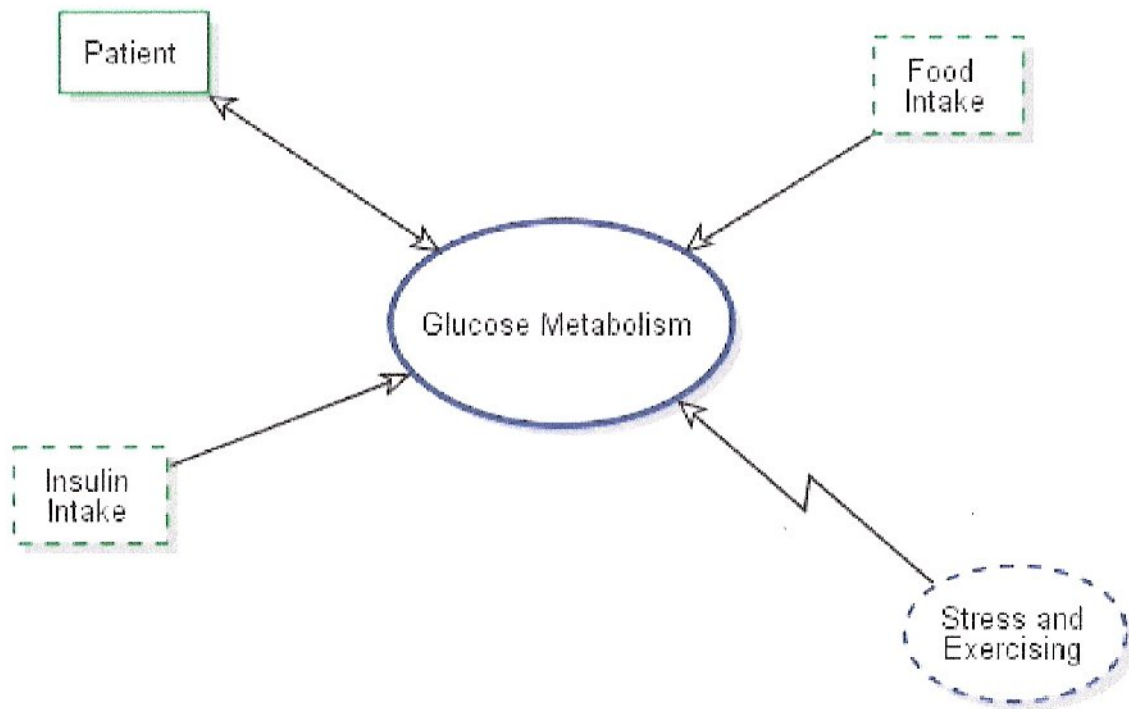 Patient
Food
Intake
Glucose Metabolism
Insulin
Intake
Stress and
Exercising